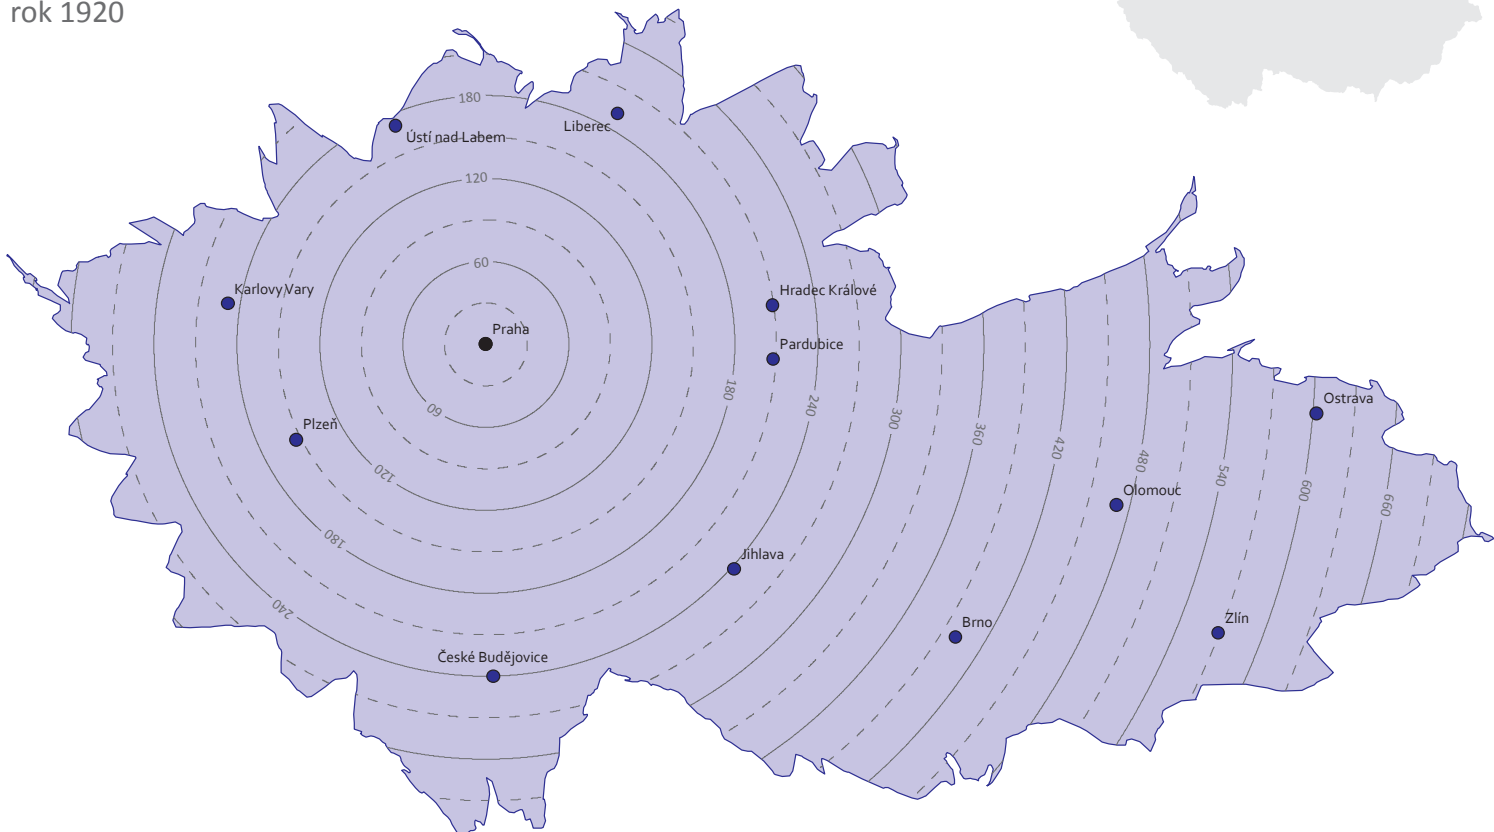 rok 1920
180
Liberec
Ústí nad Labem
120
60
Karlovy Vary
Hradec Králové
Praha
Pardubice
180
240
300
360
420
480
540
600
660
Ostrava
60
Plzeň
120
Olomouc
180
Jihlava
240
Brno
Zlín
České Budějovice